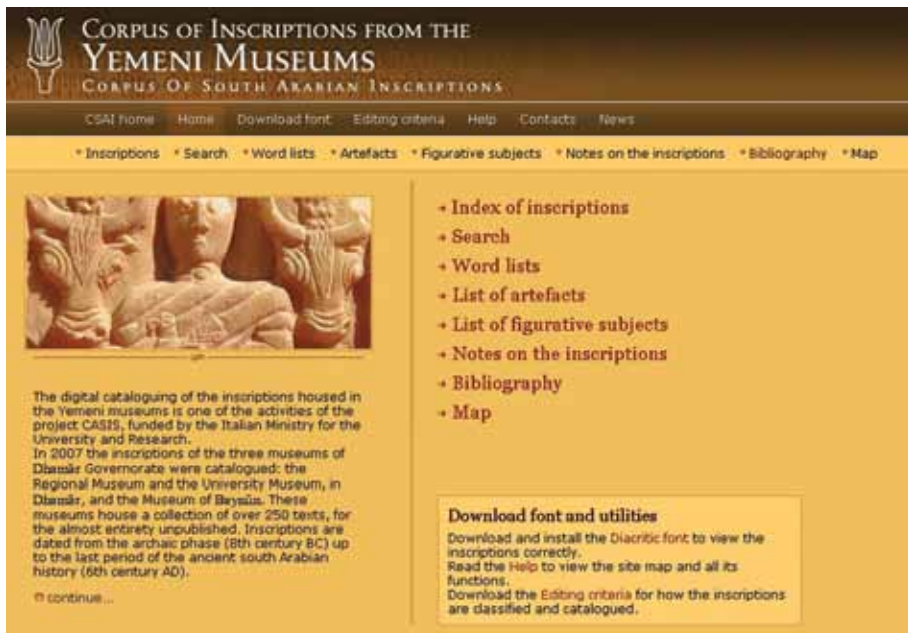 CORPUS OF INSCRIPTIONS FROM THE
YEMENI MUSEUMS
CORPUS OF SOUTH ARABIAN INSCRIPTIONS
CSAI home Home Download font Editing criteria Help Contacts News
Inscriptions Search Word lists Artefacts Figurative subjects Notes on the inscriptions Bibliography Map
The digital cataloguing of the inscriptions housed in
the Yemeni museums is one of the activities of the
project CASIS, funded by the Italian Ministry for the
University and Research.
In 2007 the inscriptions of the three museums of
Dhamār Governorate were catalogued: the
Regional Museum and the University Museum, in
Dhamār, and the Museum of Baynūn. These
museums house a collection of over 250 texts, for
the almost entirely unpublished. Inscriptions are
dated from the archaic phase (8th century BC) up
to the last period of the ancient south Arabian
history (6th century AD).
continue...
Index of inscriptions
Search
Word lists
List of artefacts
List of figurative subjects
Notes on the inscriptions
Bibliography
Map
Download font and utilities
Download and install the Diacritic font to view the
inscriptions correctly.
Read the Help to view the site map and all its
functions.
Download the Editing criteria for how the inscriptions
are classified and catalogued.